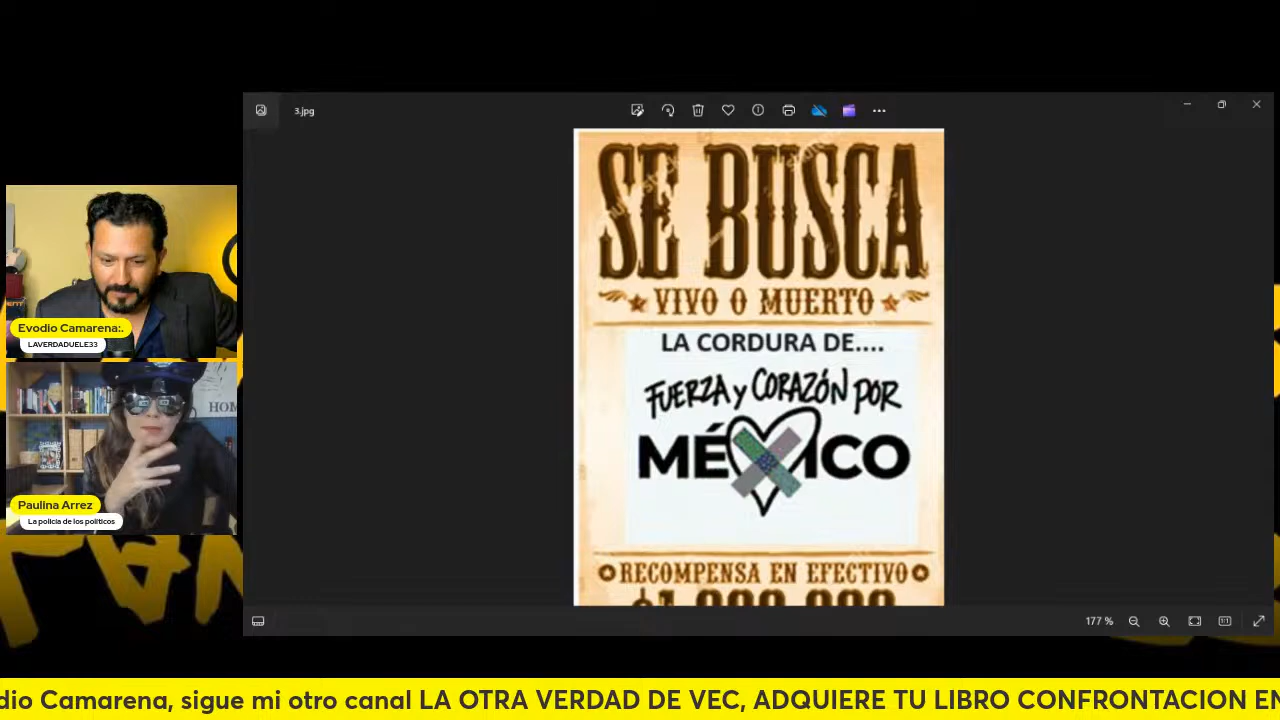 3.jpg
SE BUSCA
VIVO O MUERTO
LA CORDURA DE....
FUERZA y CORAZÓN POR
MÉXICO
RECOMPENSA EN EFECTIVO
Evodio Camarena:.
LAVERDADUELE33
HOM
Paulina Arrez
La policía de los políticos
177 %
dio Camarena, sigue mi otro canal LA OTRA VERDAD DE VEC, ADQUIERE TU LIBRO CONFRONTACION EN